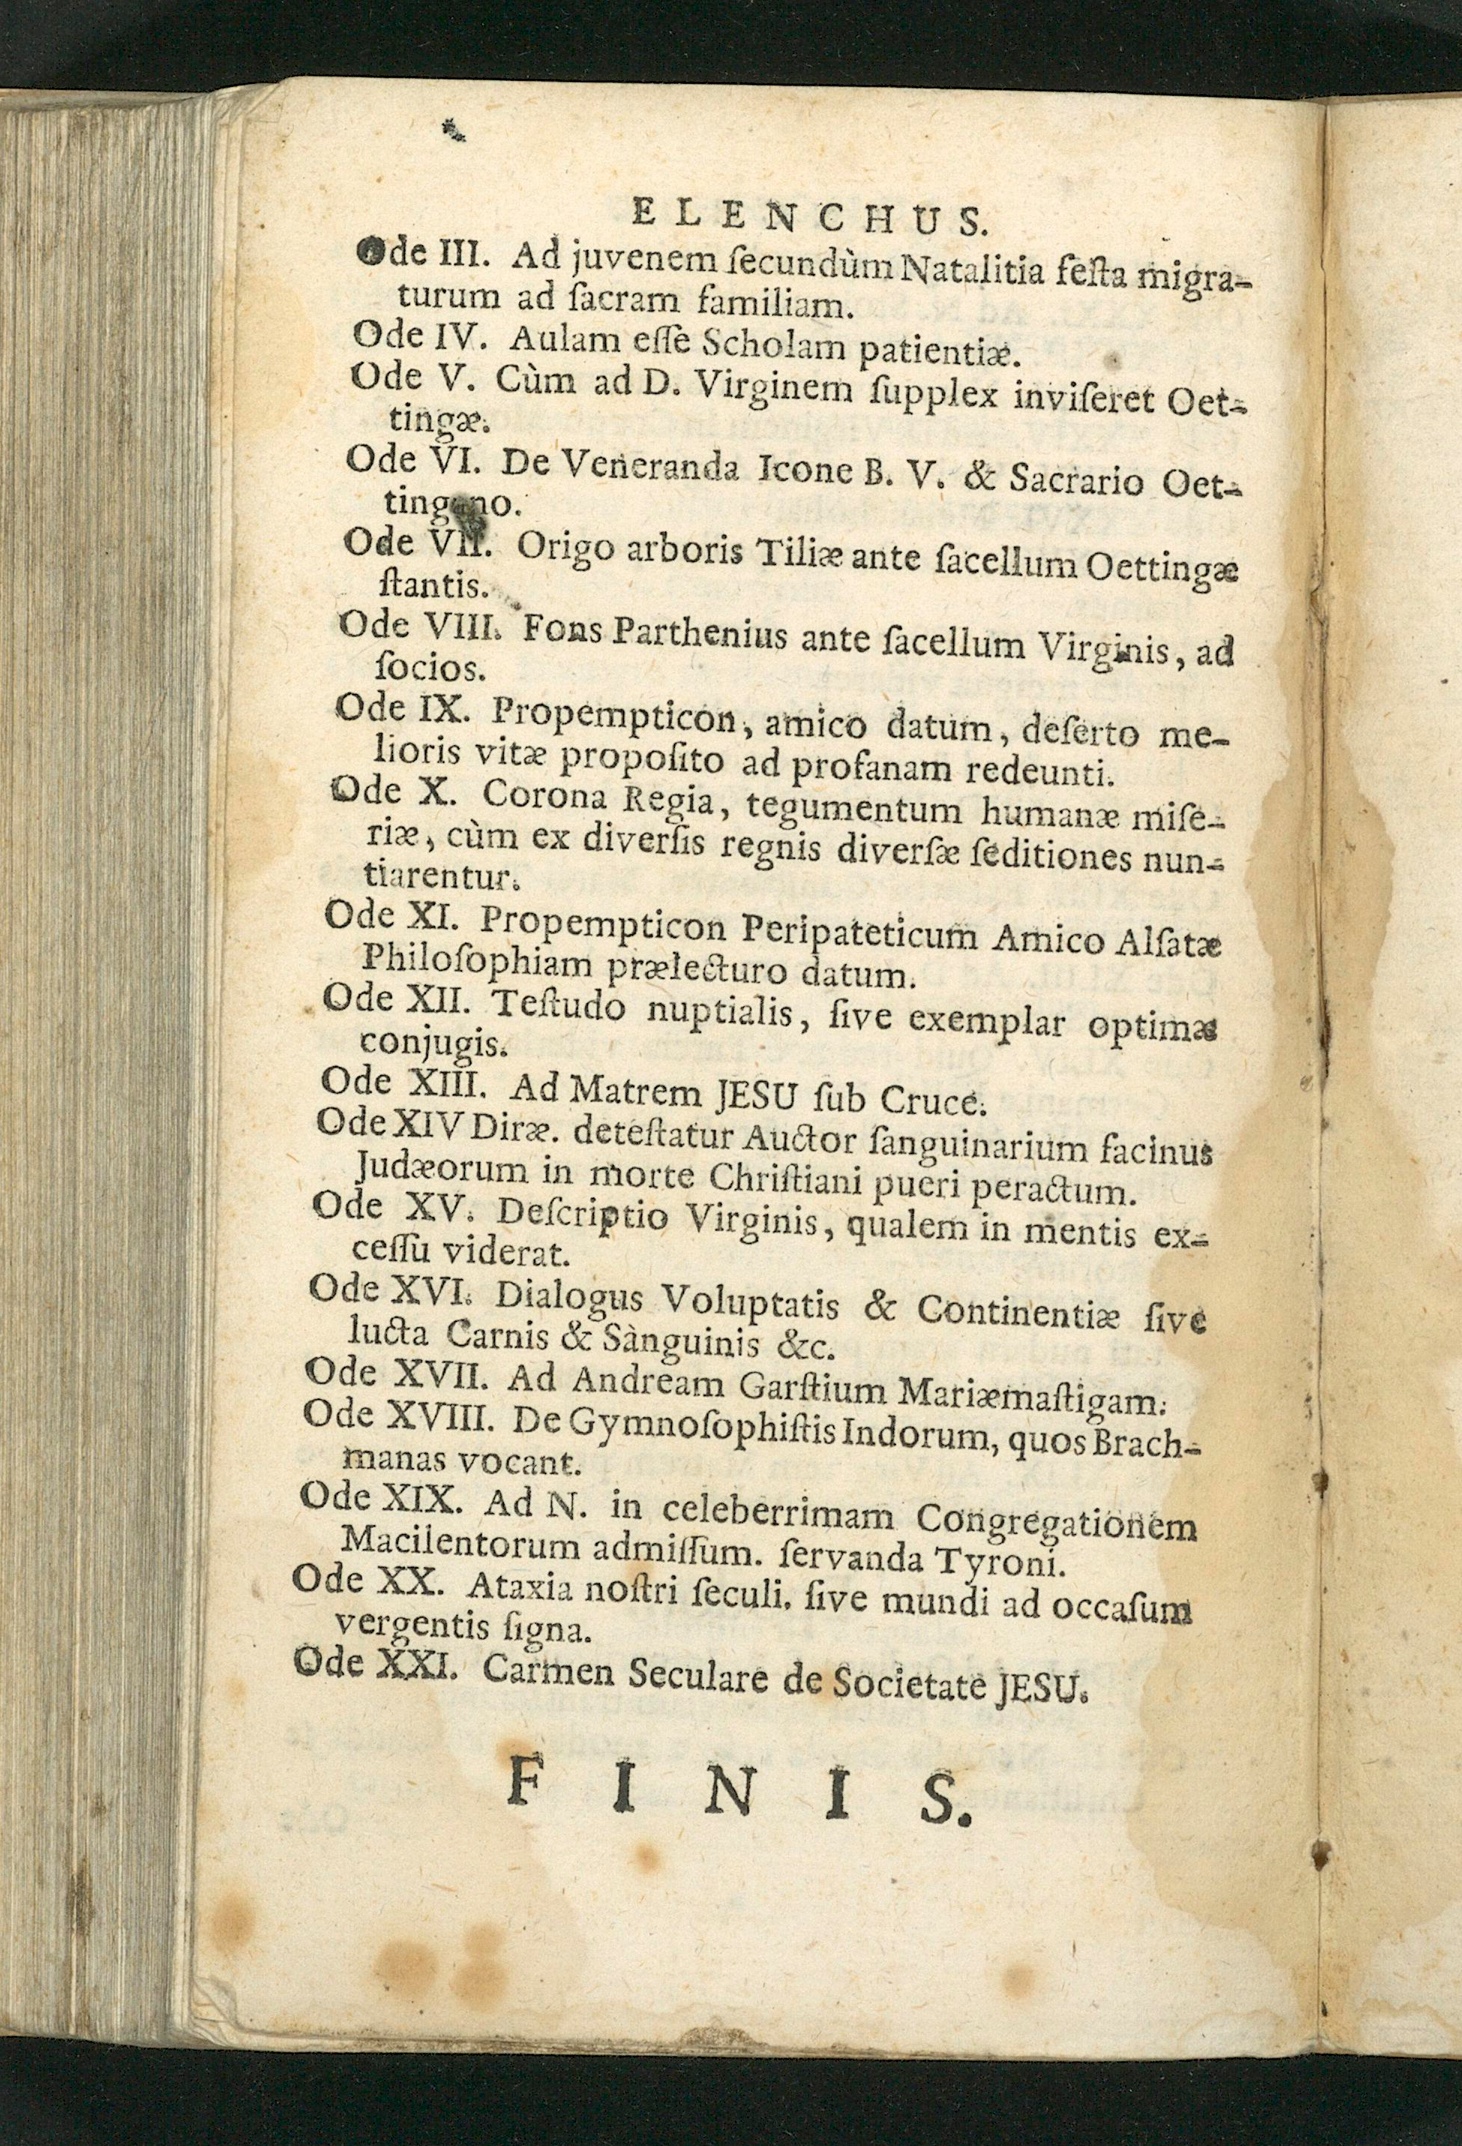 ELENCHUS.
Ode III. Ad juvenem ſecundùm Natalitia feſta migra-
turum ad ſacram familiam.
Ode IV. Aulam eſſe Scholam patientiæ.
Ode V. Cùm ad D. Virginem ſupplex inviſeret Oet-
tingæ.
Ode VI. De Veneranda Icone B. V. & Sacrario Oet-
tingano.
Ode VII. Origo arboris Tiliæ ante ſacellum Oettingæ
ſtantis.
Ode VIII. Fons Parthenius ante ſacellum Virginis, ad
ſocios.
Ode IX. Propempticon, amico datum, deſerto me-
lioris vitæ propoſito ad profanam redeunti.
Ode X. Corona Regia, tegumentum humanæ miſe-
riæ, cùm ex diverſis regnis diverſæ ſeditiones nun-
tiarentur.
Ode XI. Propempticon Peripateticum Amico Alſatæ
Philoſophiam prælecturo datum.
Ode XII. Teſtudo nuptialis, ſive exemplar optimæ
conjugis.
Ode XIII. Ad Matrem JESU ſub Cruce.
Ode XIV Diræ. deteſtatur Auctor ſanguinarium facinus
Judæorum in morte Chriſtiani pueri peractum.
Ode XV. Deſcriptio Virginis, qualem in mentis ex-
ceſſu viderat.
Ode XVI. Dialogus Voluptatis & Continentiæ ſive
lucta Carnis & Sànguinis &c.
Ode XVII. Ad Andream Garſtium Mariæmaſtigam.
Ode XVIII. De Gymnoſophiſtis Indorum, quos Brach-
manas vocant.
Ode XIX. Ad N. in celeberrimam Congregationem
Macilentorum admiſſum. ſervanda Tyroni.
Ode XX. Ataxia noſtri ſeculi. ſive mundi ad occaſum
vergentis ſigna.
Ode XXI. Carmen Seculare de Societate JESU.
FINIS.